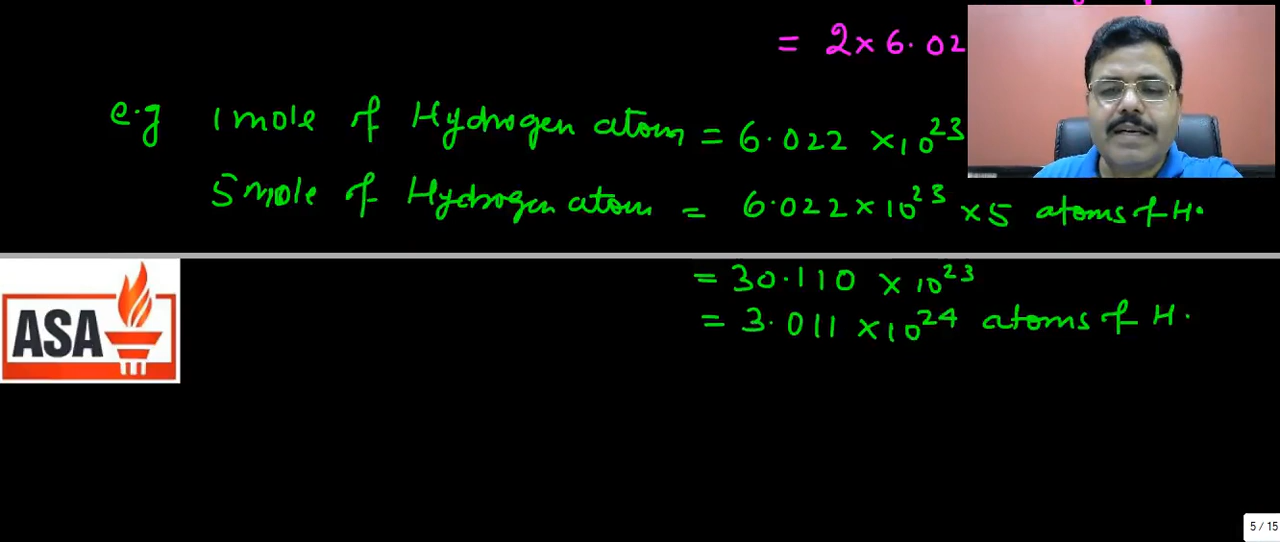 = 2 × 6.02
e.g 1 mole of Hydrogen atom = 6.022 × 10²³
5 mole of Hydrogen atom = 6.022 × 10²³ × 5 atoms of H.
= 30.110 × 10²³
= 3.011 × 10²⁴ atoms of H.
ASA
5 / 15